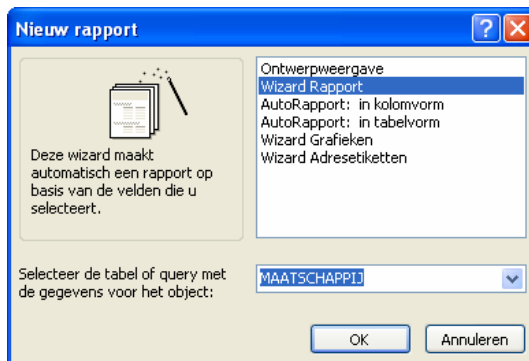 Nieuw rapport
Ontwerpweergave
Wizard Rapport
AutoRapport: in kolomvorm
AutoRapport: in tabelvorm
Wizard Grafieken
Wizard Adresetiketten
Deze wizard maakt
automatisch een rapport op
basis van de velden die u
selecteert.
Selecteer de tabel of query met
de gegevens voor het object:
MAATSCHAPPIJ
OK
Annuleren